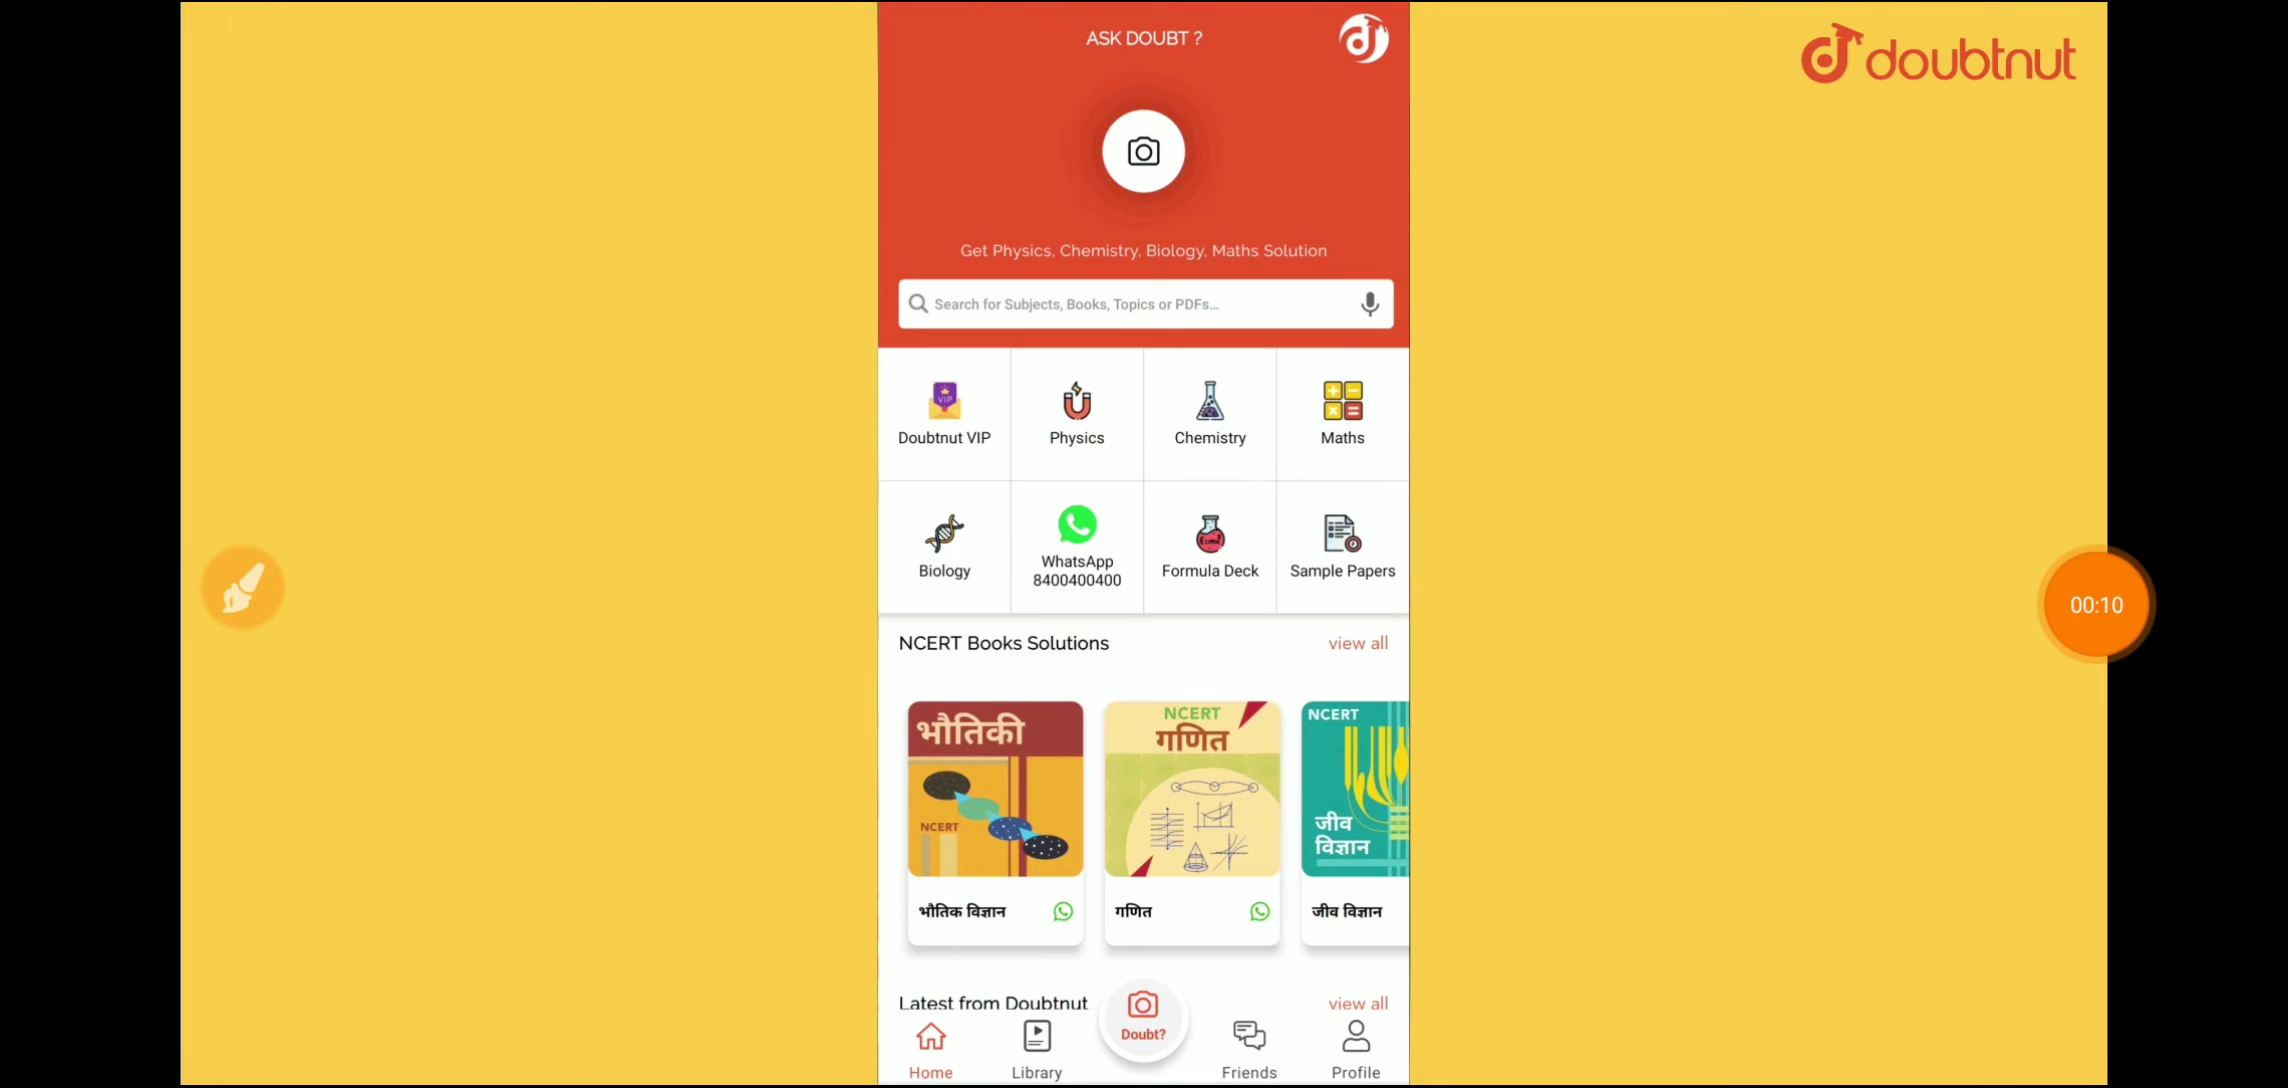 ASK DOUBT ?
doubtnut
Get Physics, Chemistry, Biology, Maths Solution
Search for Subjects, Books, Topics or PDFs...
VIP
Doubtnut VIP
Physics
Chemistry
Maths
Biology
WhatsApp
8400400400
Formula Deck
Sample Papers
00:10
NCERT Books Solutions
view all
भौतिकी
NCERT
भौतिक विज्ञान
NCERT
गणित
गणित
NCERT
जीव
विज्ञान
जीव विज्ञान
Latest from Doubtnut
view all
Doubt?
Home
Library
Friends
Profile